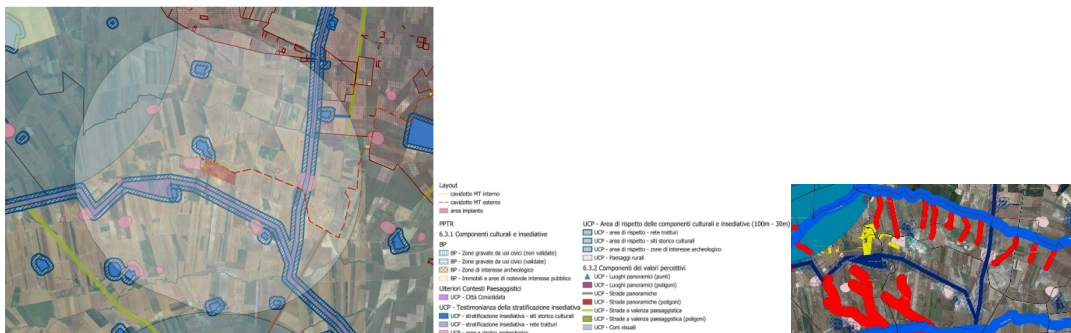 Layout
cavidotto MT interno
cavidotto MT esterno
area impianto
PPTR
6.3.1 Componenti culturali e insediative
BP
BP - Zone gravate da usi civici (non validate)
BP - Zone gravate da usi civici (validate)
BP - Zone di interesse archeologico
BP - Immobili e aree di notevole interesse pubblico
Ulteriori Contesti Paesaggistici
UCP - Città Consolidata
UCP - Testimonianza della stratificazione insediativa
UCP - stratificazione insediativa - siti storico culturali
UCP - stratificazione insediativa - rete tratturi
UCP - aree a rischio archeologico
UCP - Area di rispetto delle componenti culturali e insediative (100m - 30m)
UCP - area di rispetto - rete tratturi
UCP - area di rispetto - siti storico culturali
UCP - area di rispetto - zone di interesse archeologico
UCP - Paesaggi rurali
6.3.2 Componenti dei valori percettivi
UCP - Luoghi panoramici (punti)
UCP - Luoghi panoramici (poligoni)
UCP - Strade panoramiche
UCP - Strade panoramiche (poligoni)
UCP - Strade a valenza paesaggistica
UCP - Strade a valenza paesaggistica (poligoni)
UCP - Coni visuali